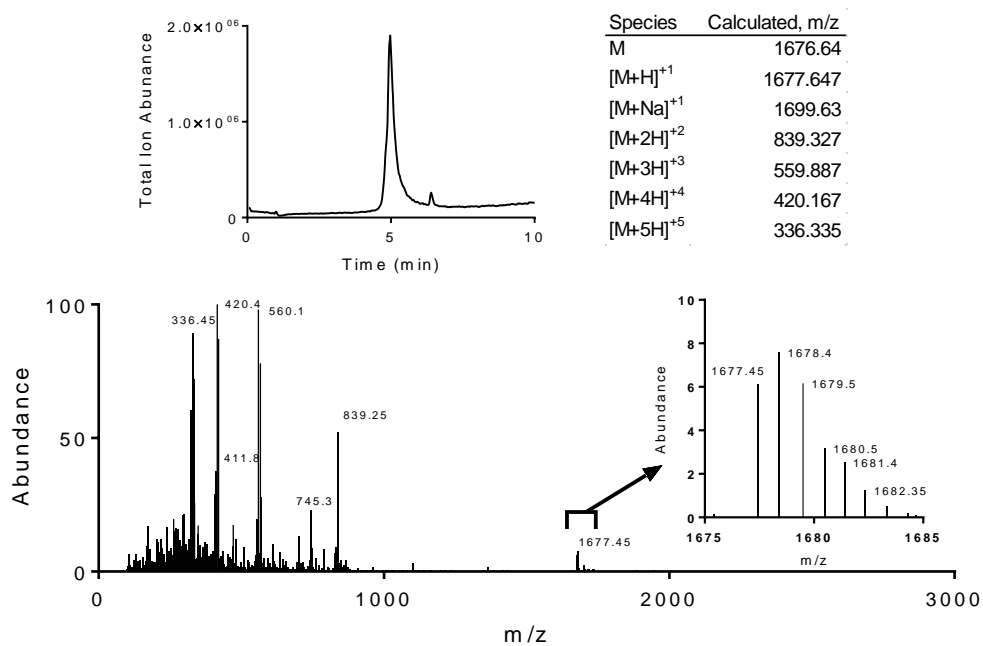 2.0×10⁰⁶
1.0×10⁰⁶
0
Total Ion Abunance
0 5 10
Time (min)
Species Calculated, m/z
M 1676.64
[M+H]⁺¹ 1677.647
[M+Na]⁺¹ 1699.63
[M+2H]⁺² 839.327
[M+3H]⁺³ 559.887
[M+4H]⁺⁴ 420.167
[M+5H]⁺⁵ 336.335
100
50
0
Abundance
336.45
420.4
560.1
411.8
839.25
745.3
1677.45
0 1000 2000 3000
m/z
10
8
6
4
2
0
Abundance
1677.45
1678.4
1679.5
1680.5
1681.4
1682.35
1675 1680 1685
m/z